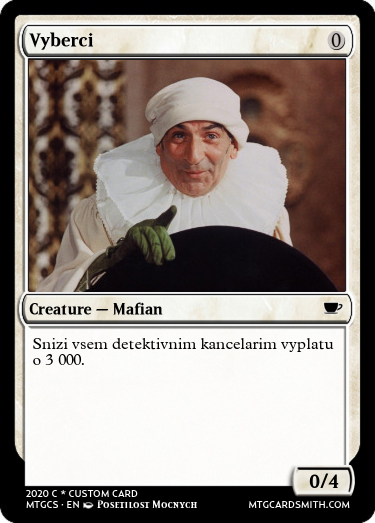 Vyberci 0
Creature — Mafian
Snizi vsem detektivnim kancelarim vyplatu
o 3 000.
0/4
2020 C * CUSTOM CARD
MTGCS · EN Posetilost Mocnych MTGCARDSMITH.COM